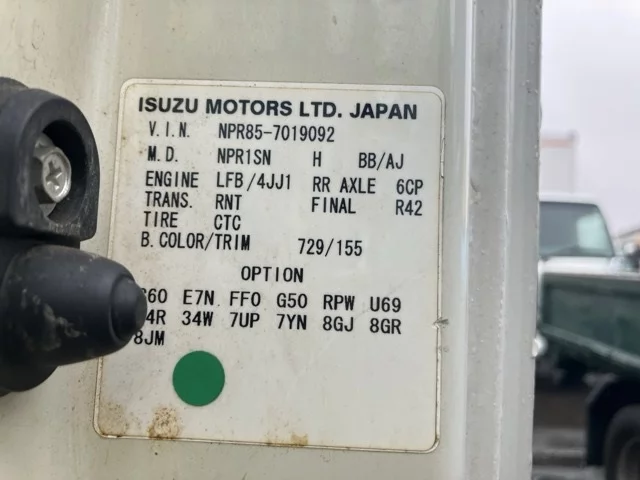 ISUZU MOTORS LTD. JAPAN
V.I.N. NPR85-7019092
M.D. NPR1SN H BB/AJ
ENGINE LFB/4JJ1 RR AXLE 6CP
TRANS. RNT FINAL R42
TIRE CTC
B.COLOR/TRIM 729/155
OPTION
E7N FF0 G50 RPW U69
34W 7UP 7YN 8GJ 8GR
8JM